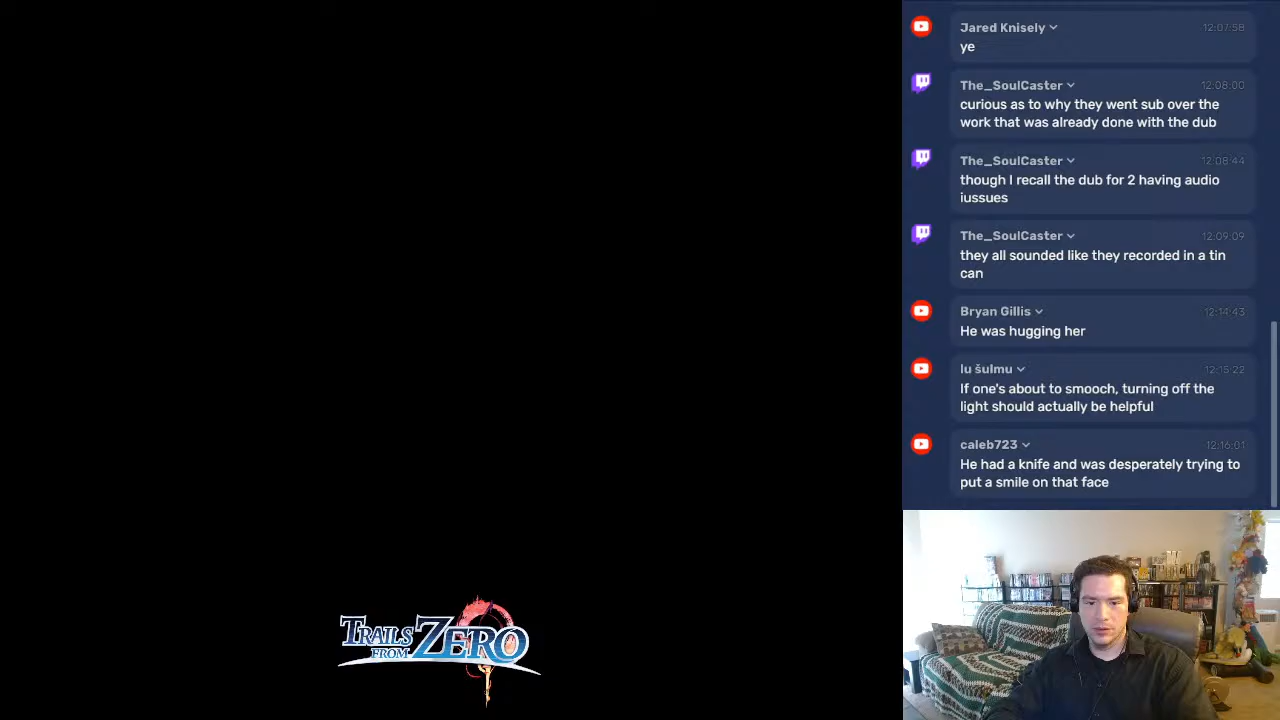 Jared Knisely
12:07:58
ye
The_SoulCaster
12:08:00
curious as to why they went sub over the
work that was already done with the dub
The_SoulCaster
12:08:44
though I recall the dub for 2 having audio
iussues
The_SoulCaster
12:09:09
they all sounded like they recorded in a tin
can
Bryan Gillis
12:14:43
He was hugging her
lu šulmu
12:15:22
If one's about to smooch, turning off the
light should actually be helpful
caleb723
12:16:01
He had a knife and was desperately trying to
put a smile on that face
TRAILS
FROM ZERO